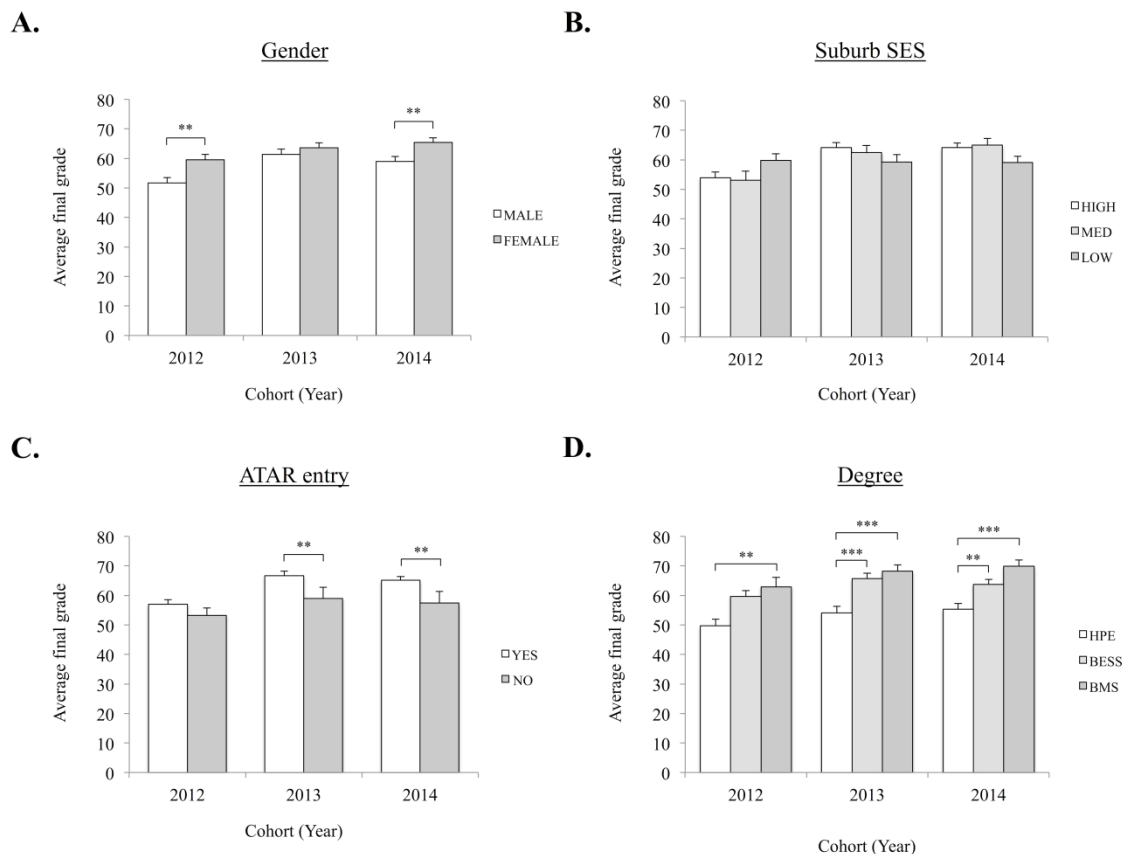 A.
Gender
Average final grade
80
70
60
50
40
30
20
10
0
**
**
2012
2013
2014
Cohort (Year)
MALE
FEMALE
B.
Suburb SES
Average final grade
80
70
60
50
40
30
20
10
0
2012
2013
2014
Cohort (Year)
HIGH
MED
LOW
C.
ATAR entry
Average final grade
80
70
60
50
40
30
20
10
0
**
**
2012
2013
2014
Cohort (Year)
YES
NO
D.
Degree
Average final grade
80
70
60
50
40
30
20
10
0
**
***
***
***
**
2012
2013
2014
Cohort (Year)
HPE
BESS
BMS